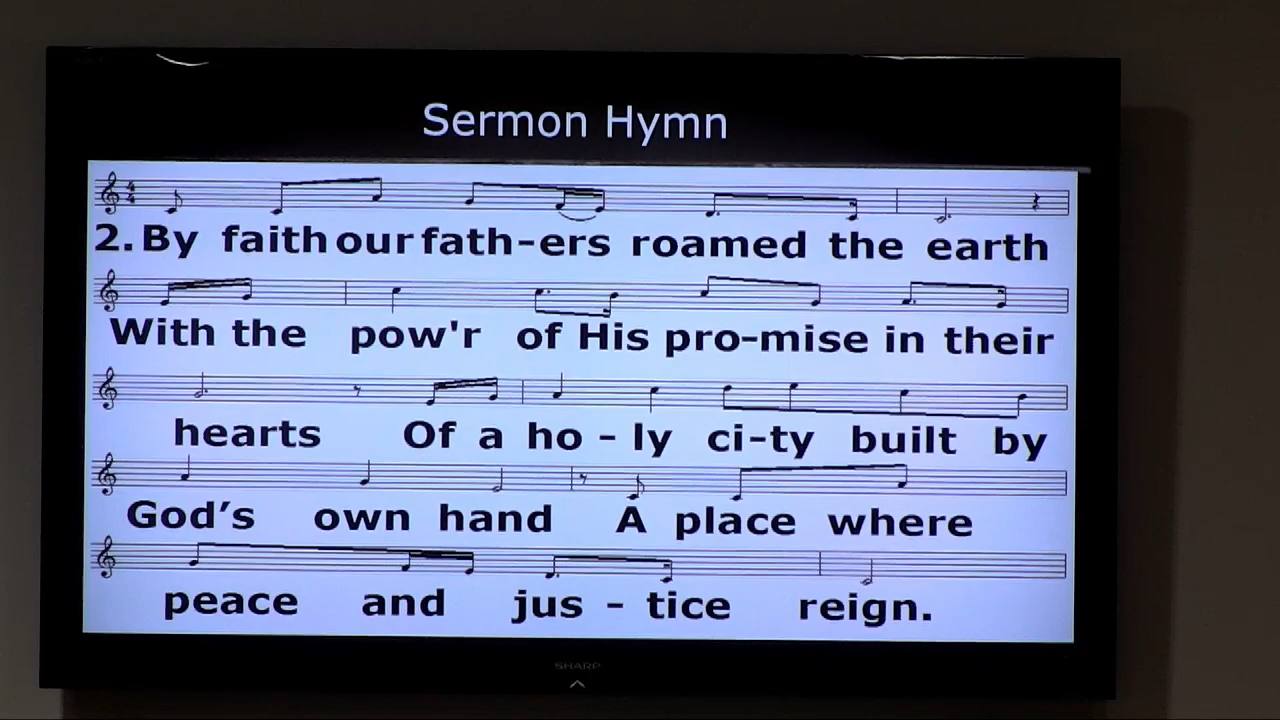 Sermon Hymn
4
4
2. By faith our fath-ers roamed the earth
With the pow'r of His pro-mise in their
hearts Of a ho - ly ci-ty built by
God’s own hand A place where
peace and jus - tice reign.
SHARP